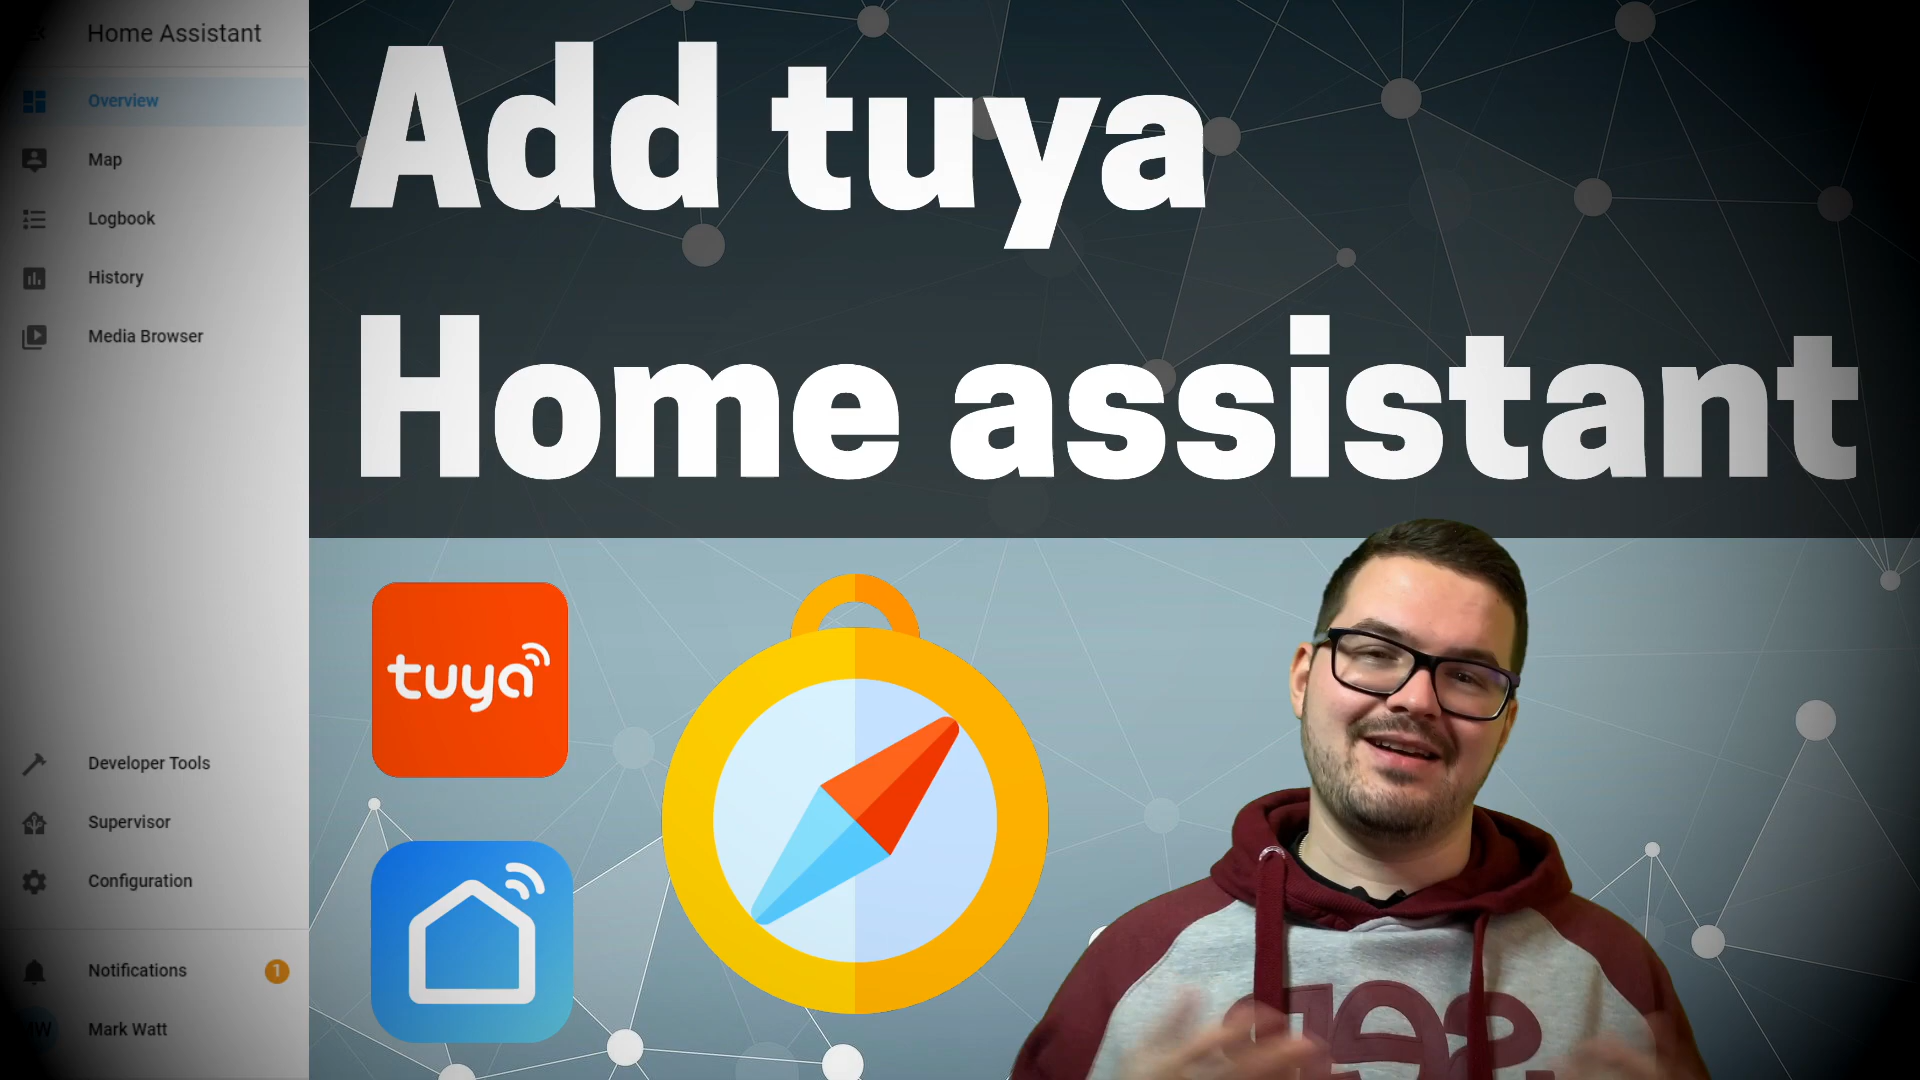 Home Assistant
Overview
Map
Logbook
History
Media Browser
Developer Tools
Supervisor
Configuration
Notifications
1
Mark Watt
Add tuya
Home assistant
tuya